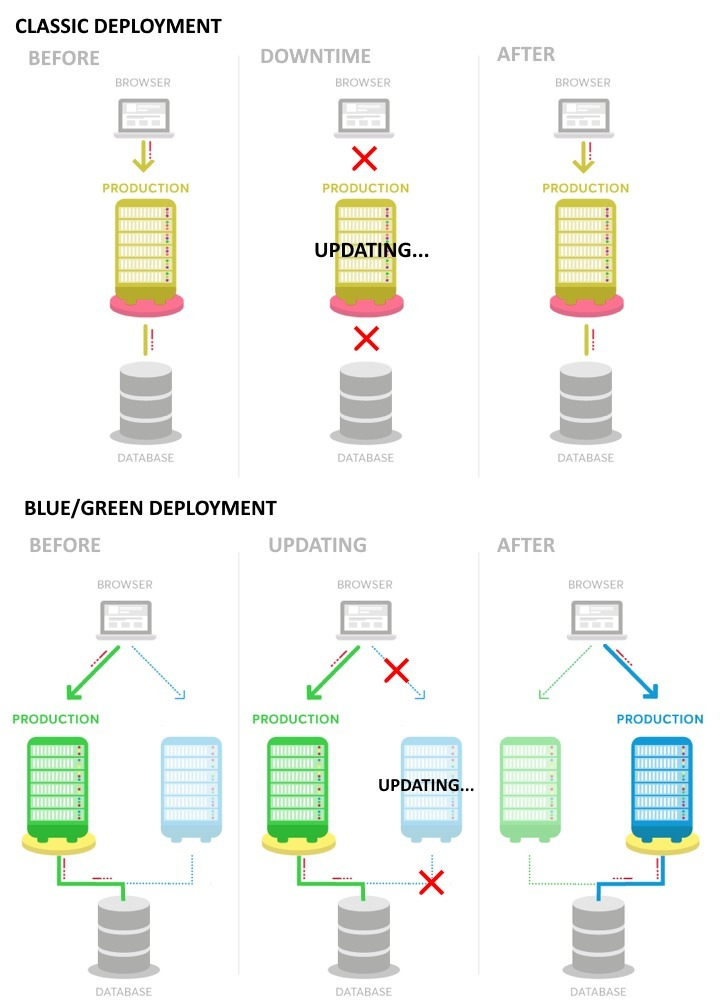 CLASSIC DEPLOYMENT
BEFORE
DOWNTIME
AFTER
BROWSER
BROWSER
BROWSER
PRODUCTION
PRODUCTION
PRODUCTION
UPDATING...
DATABASE
DATABASE
DATABASE
BLUE/GREEN DEPLOYMENT
BEFORE
UPDATING
AFTER
BROWSER
BROWSER
BROWSER
PRODUCTION
PRODUCTION
PRODUCTION
UPDATING...
DATABASE
DATABASE
DATABASE